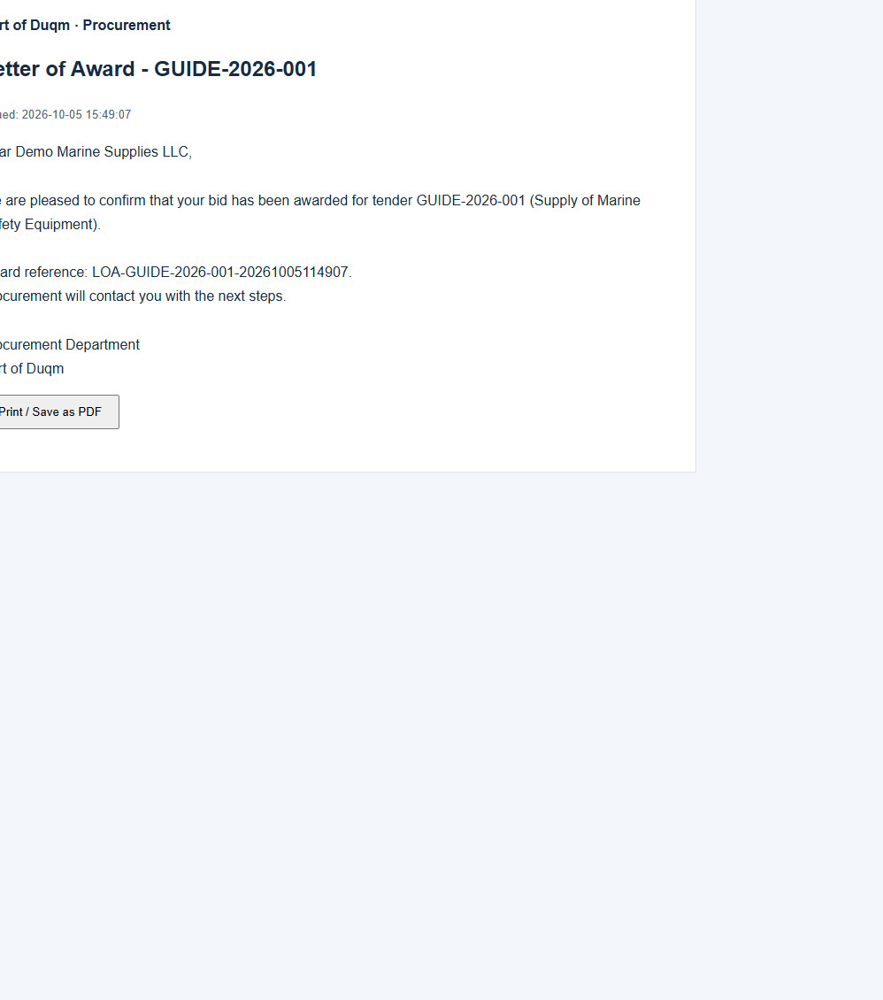 rt of Duqm · Procurement
etter of Award - GUIDE-2026-001
ued: 2026-10-05 15:49:07
ar Demo Marine Supplies LLC,
e are pleased to confirm that your bid has been awarded for tender GUIDE-2026-001 (Supply of Marine
fety Equipment).
ard reference: LOA-GUIDE-2026-001-20261005114907.
ocurement will contact you with the next steps.
ocurement Department
rt of Duqm
Print / Save as PDF